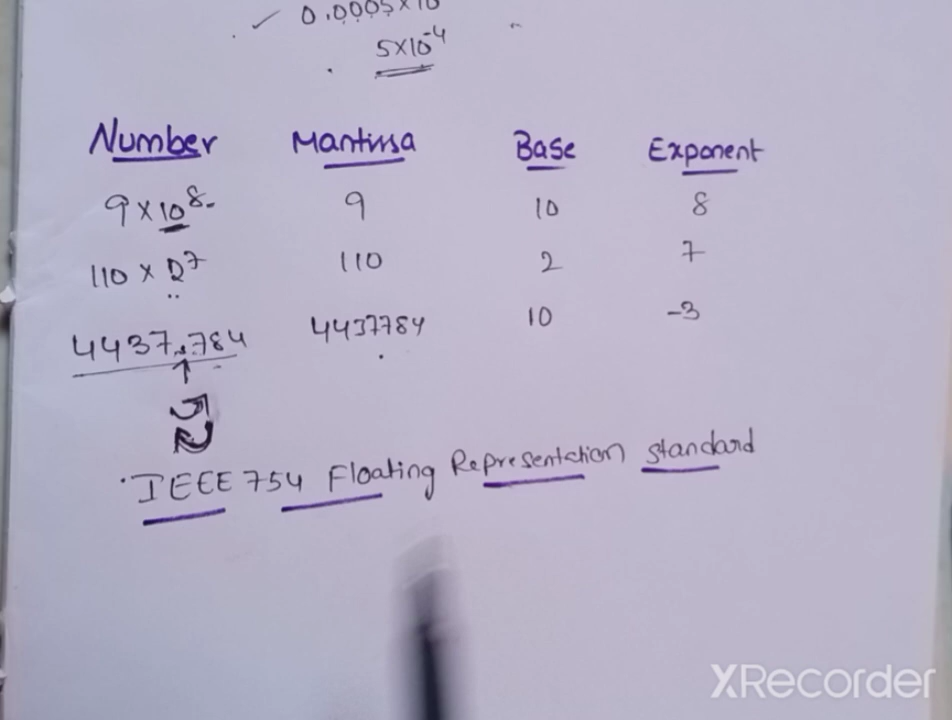 0.0005×10
5×10⁻⁴
Number Mantissa Base Exponent
9×10⁸ 9 10 8
110 × 2⁷ 110 2 7
4437.784 4437784 10 -3
IEEE 754 Floating Representation standard
XRecorder